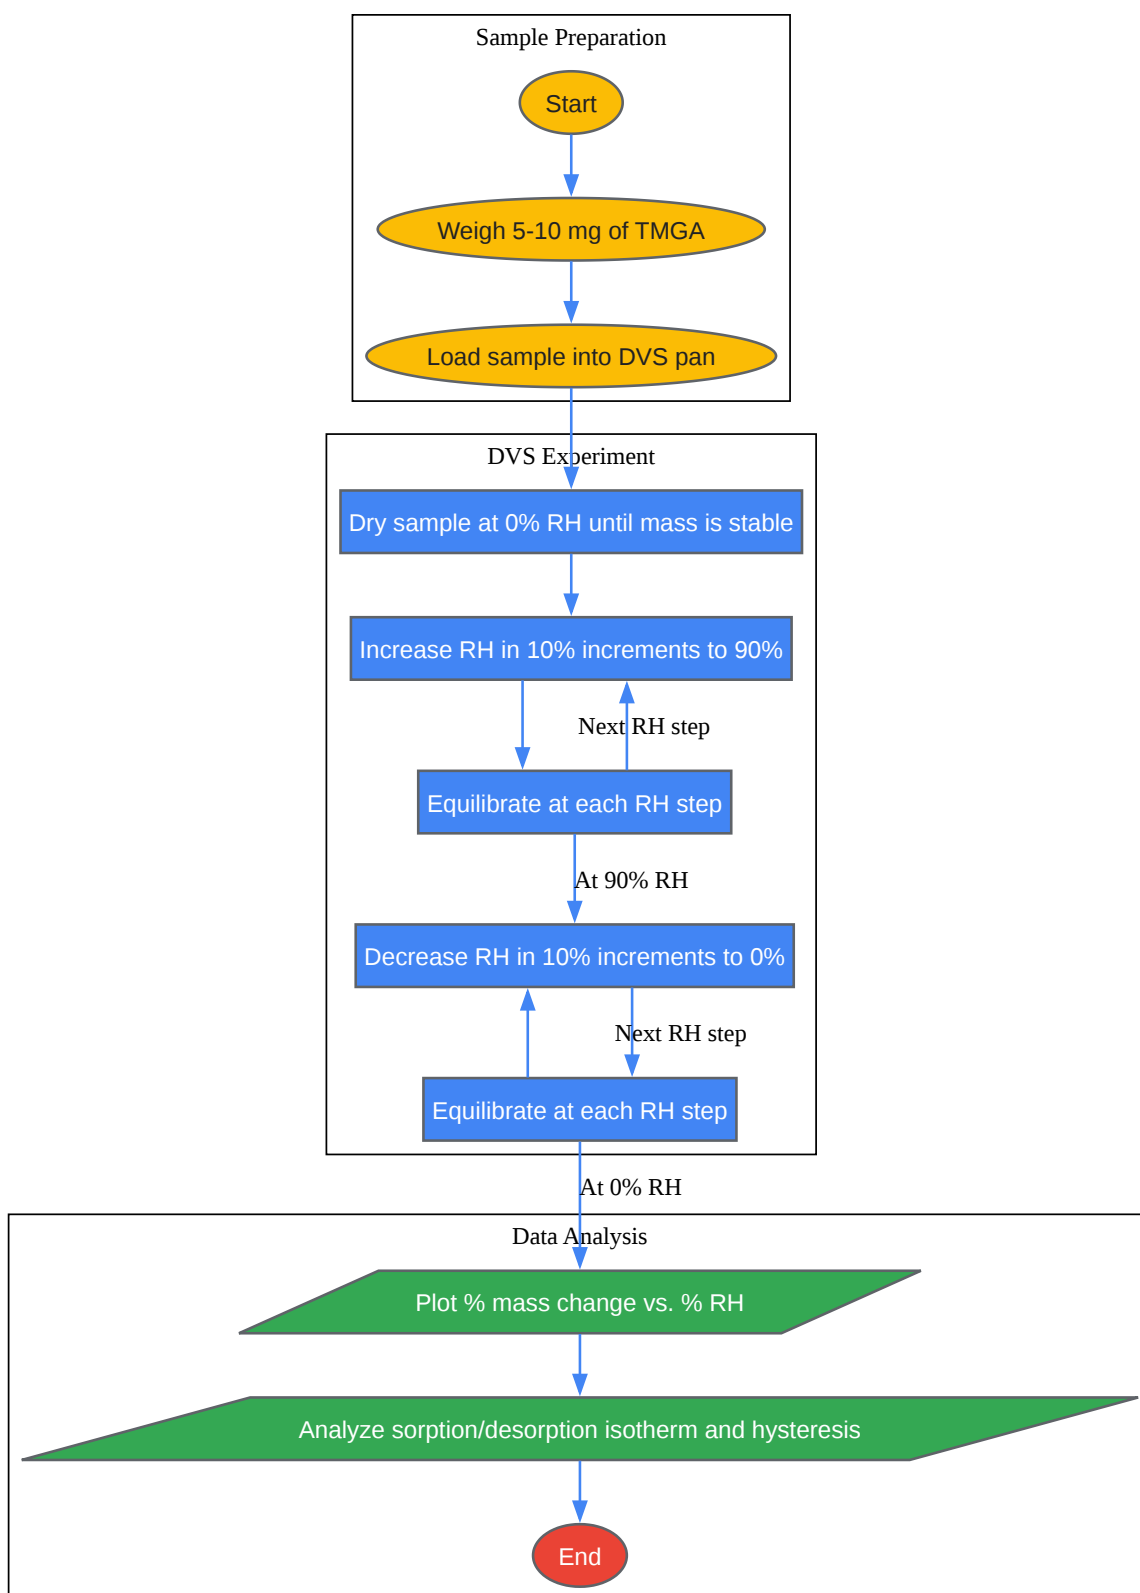 Sample Preparation
Start
Weigh 5-10 mg of TMGA
Load sample into DVS pan
DVS Experiment
Dry sample at 0% RH until mass is stable
Increase RH in 10% increments to 90%
Next RH step
Equilibrate at each RH step
At 90% RH
Decrease RH in 10% increments to 0%
Next RH step
Equilibrate at each RH step
At 0% RH
Data Analysis
Plot % mass change vs. % RH
Analyze sorption/desorption isotherm and hysteresis
End